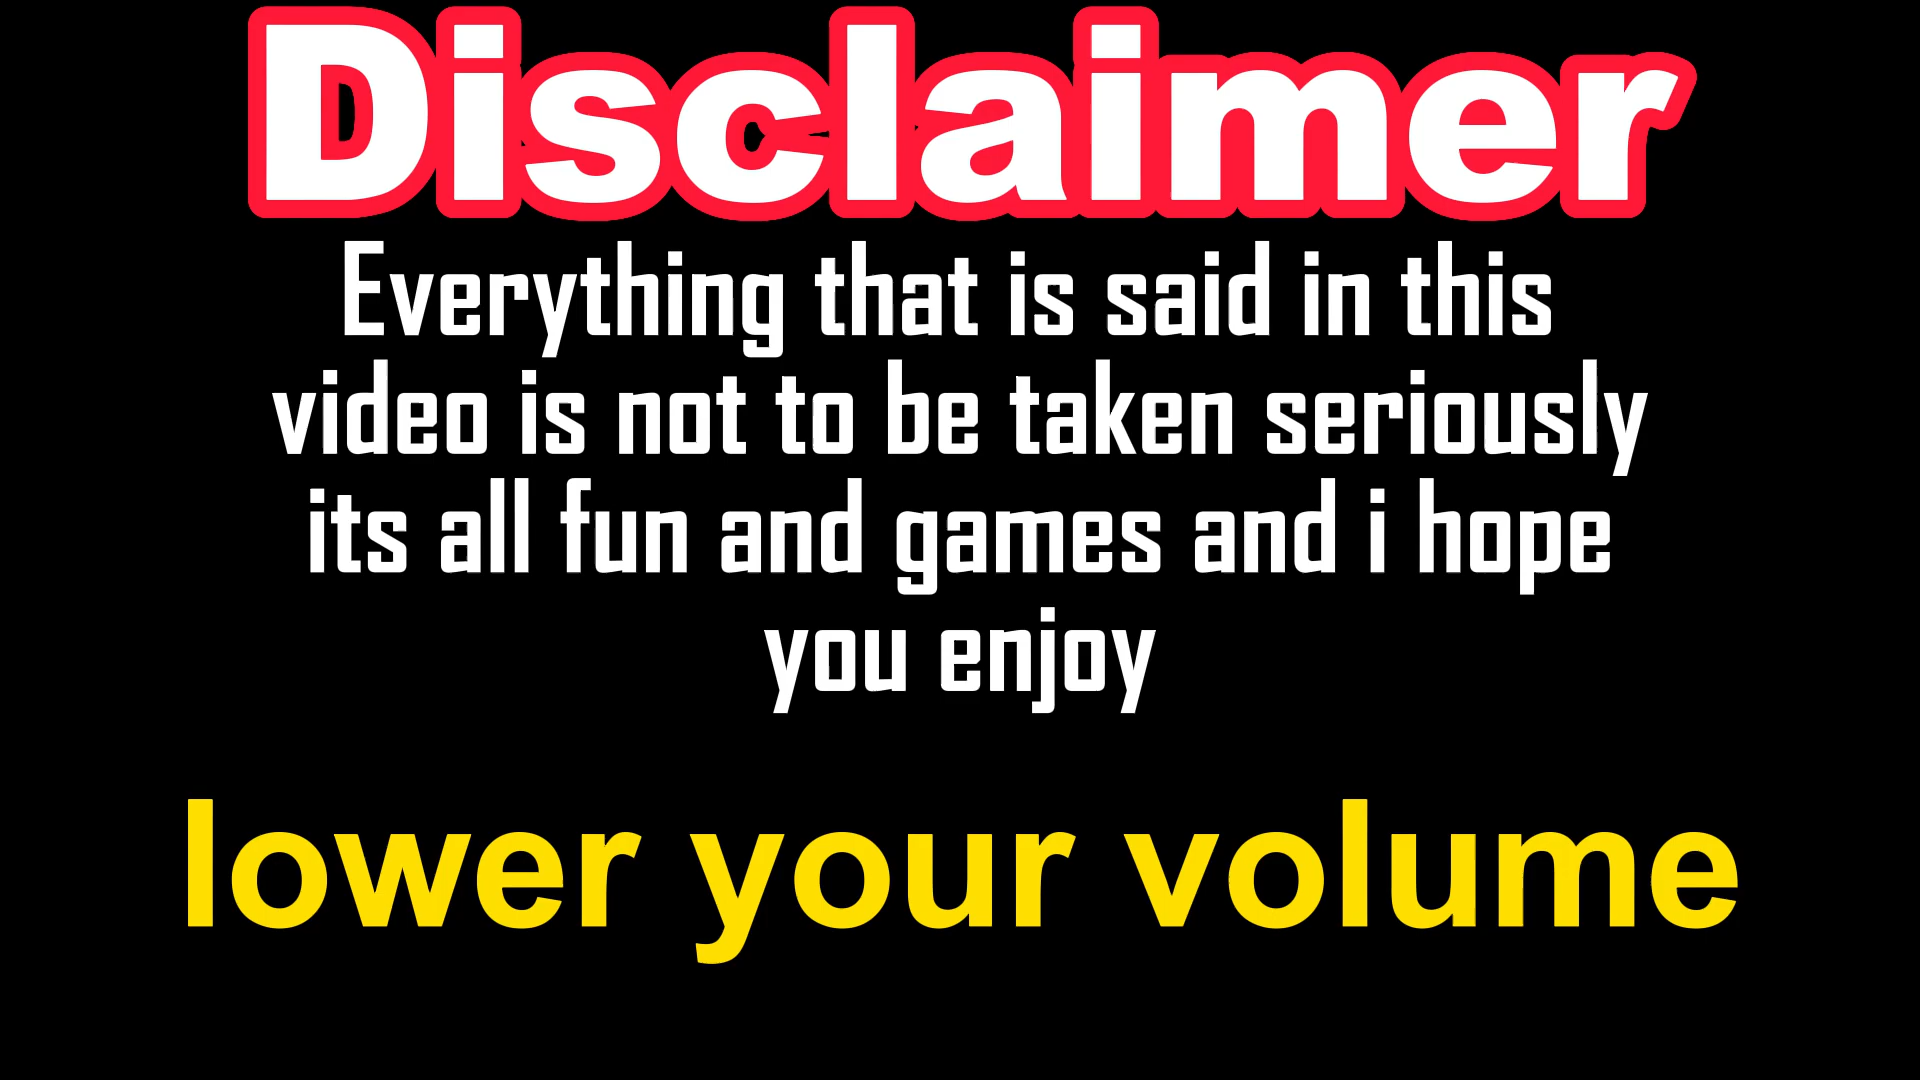 Disclaimer
Everything that is said in this
video is not to be taken seriously
its all fun and games and i hope
you enjoy
lower your volume